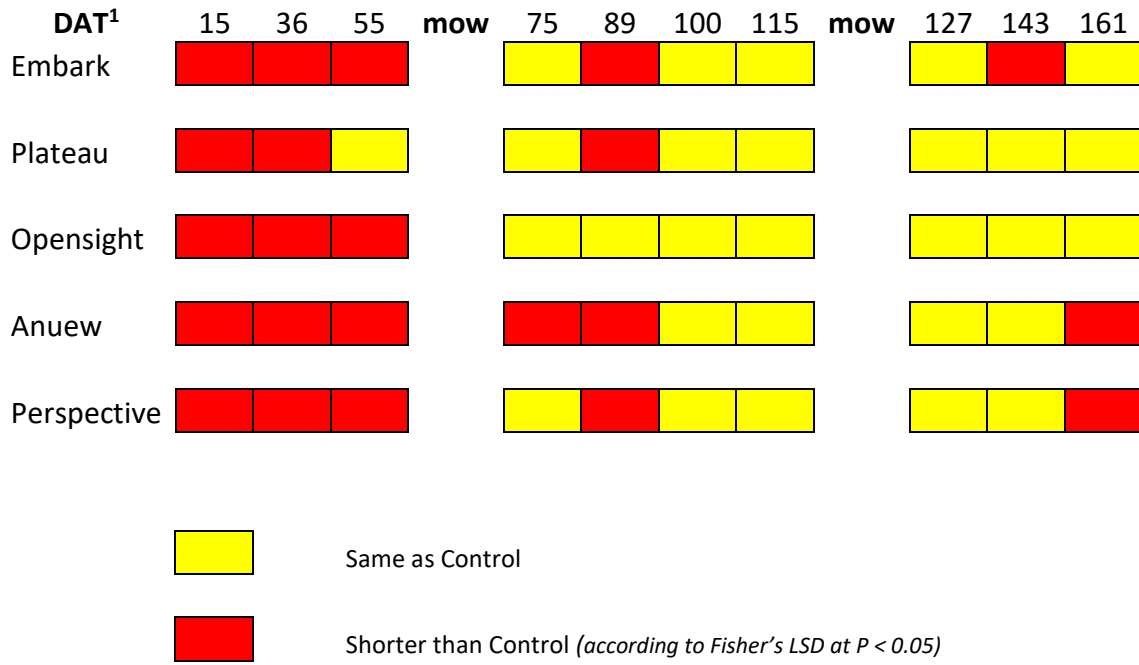 DAT¹ 15 36 55 mow 75 89 100 115 mow 127 143 161
Embark
Plateau
Opensight
Anuew
Perspective
Same as Control
Shorter than Control (according to Fisher’s LSD at P < 0.05)